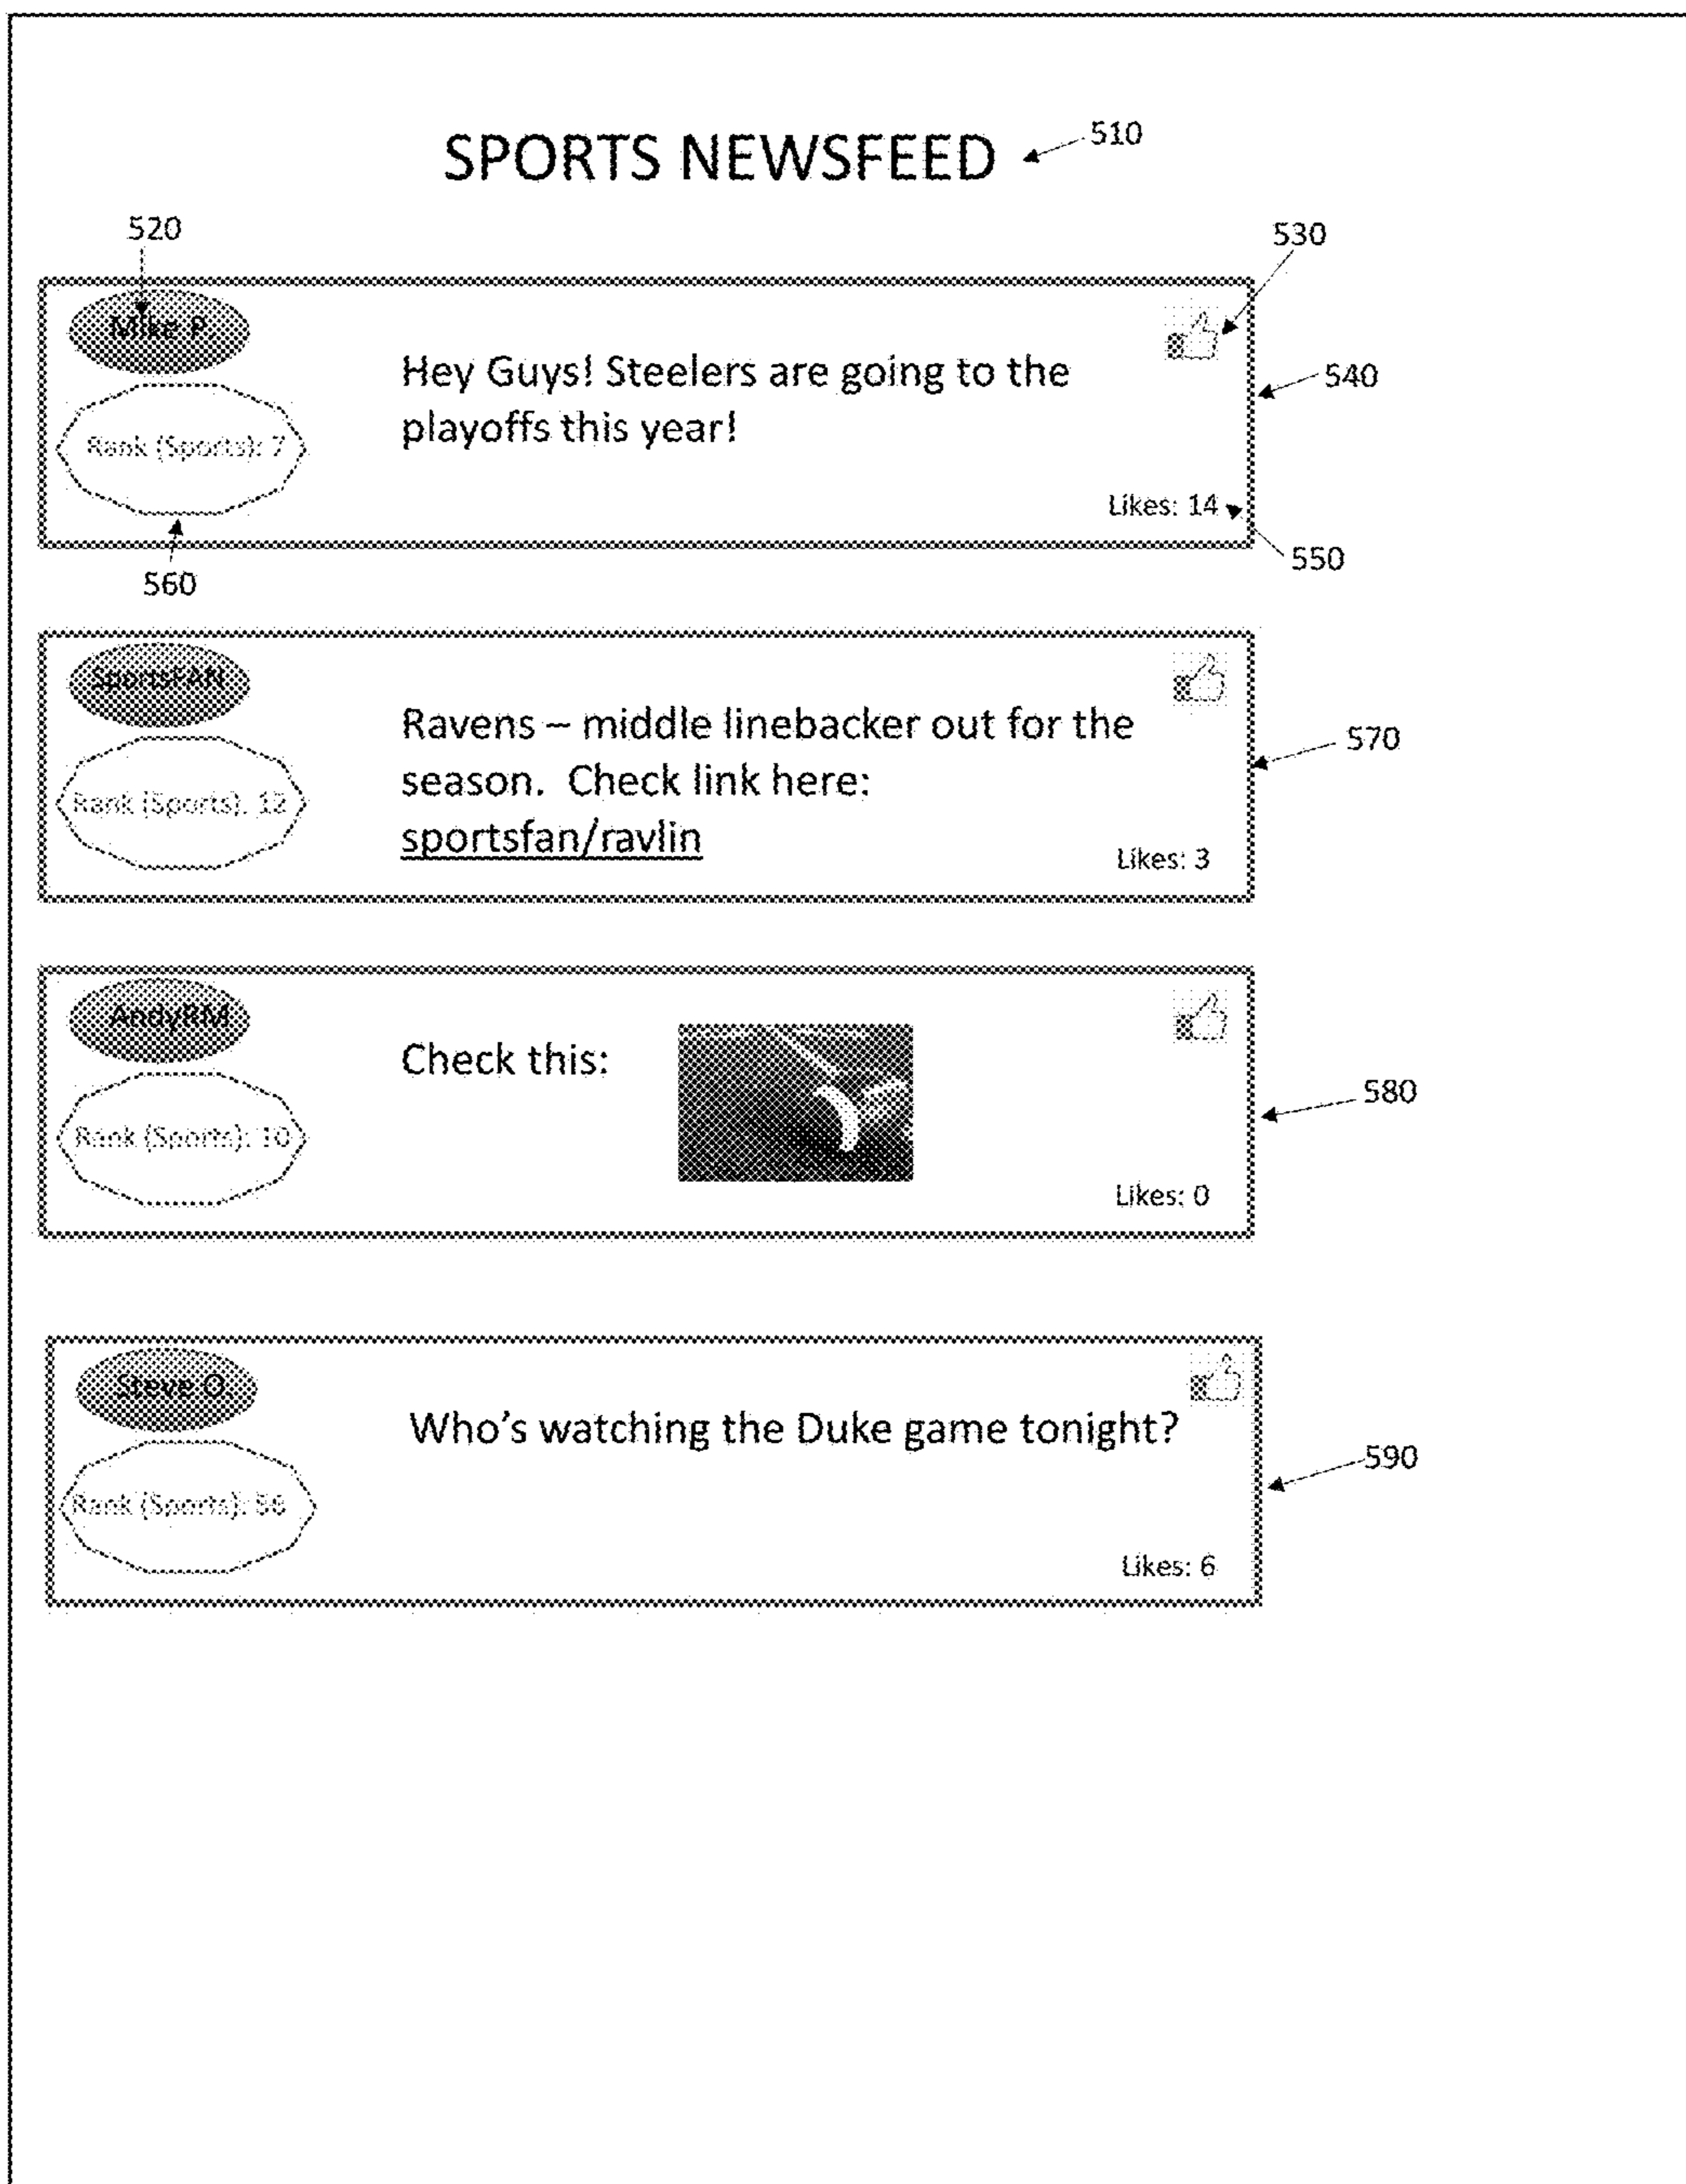 SPORTS NEWSFEED
510
520
530
Mike P.
Hey Guys! Steelers are going to the
playoffs this year!
540
Rank (Sports): 7
Likes: 14
550
560
SportsFAN
Ravens – middle linebacker out for the
season.  Check link here:
sportsfan/ravlin
570
Rank (Sports): 12
Likes: 3
AndyRM
Check this:
580
Rank (Sports): 10
Likes: 0
Steve O.
Who's watching the Duke game tonight?
590
Rank (Sports):
Likes: 6